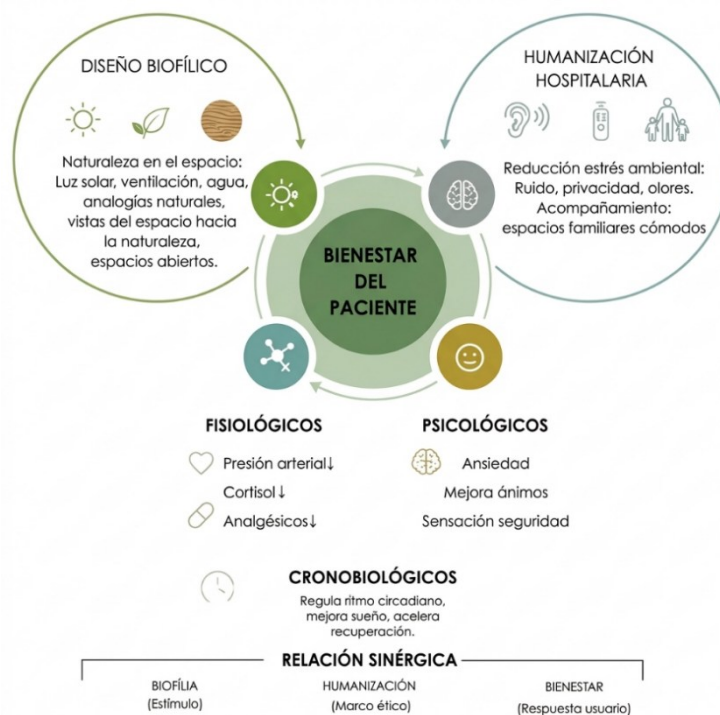 DISEÑO BIOFÍLICO
Naturaleza en el espacio:
Luz solar, ventilación, agua,
analogías naturales,
vistas del espacio hacia
la naturaleza,
espacios abiertos.
HUMANIZACIÓN
HOSPITALARIA
Reducción estrés ambiental:
Ruido, privacidad, olores.
Acompañamiento:
espacios familiares cómodos
BIENESTAR
DEL
PACIENTE
FISIOLÓGICOS
Presión arterial↓
Cortisol↓
Analgésicos↓
PSICOLÓGICOS
Ansiedad
Mejora ánimos
Sensación seguridad
CRONOBIOLÓGICOS
Regula ritmo circadiano,
mejora sueño, acelera
recuperación.
RELACIÓN SINÉRGICA
BIOFÍLIA
(Estímulo)
HUMANIZACIÓN
(Marco ético)
BIENESTAR
(Respuesta usuario)